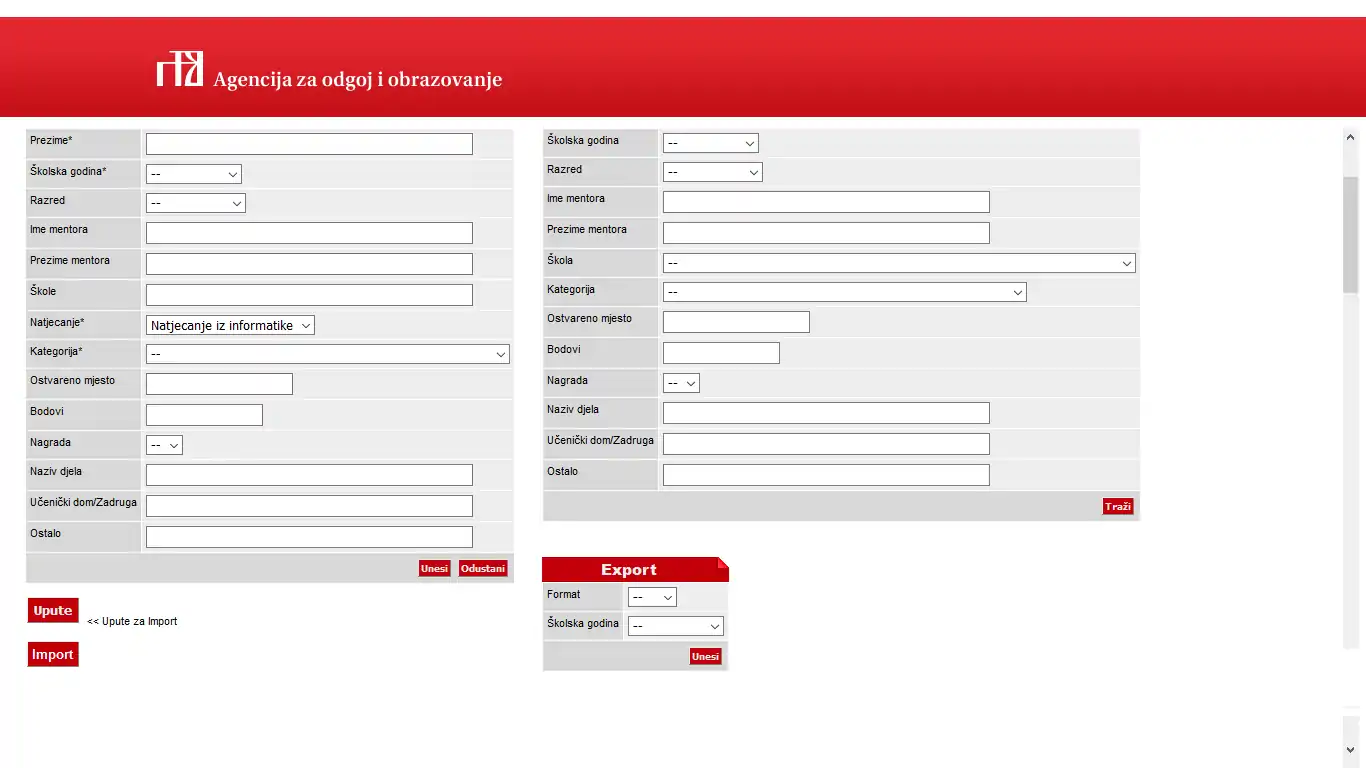 Agencija za odgoj i obrazovanje
Prezime*
Školska godina*
--
Razred
--
Ime mentora
Prezime mentora
Škole
Natjecanje*
Natjecanje iz informatike
Kategorija*
--
Ostvareno mjesto
Bodovi
Nagrada
--
Naziv djela
Učenički dom/Zadruga
Ostalo
Unesi
Odustani
Upute
<< Upute za Import
Import
Školska godina
--
Razred
--
Ime mentora
Prezime mentora
Škola
--
Kategorija
--
Ostvareno mjesto
Bodovi
Nagrada
--
Naziv djela
Učenički dom/Zadruga
Ostalo
Traži
Export
Format
--
Školska godina
--
Unesi